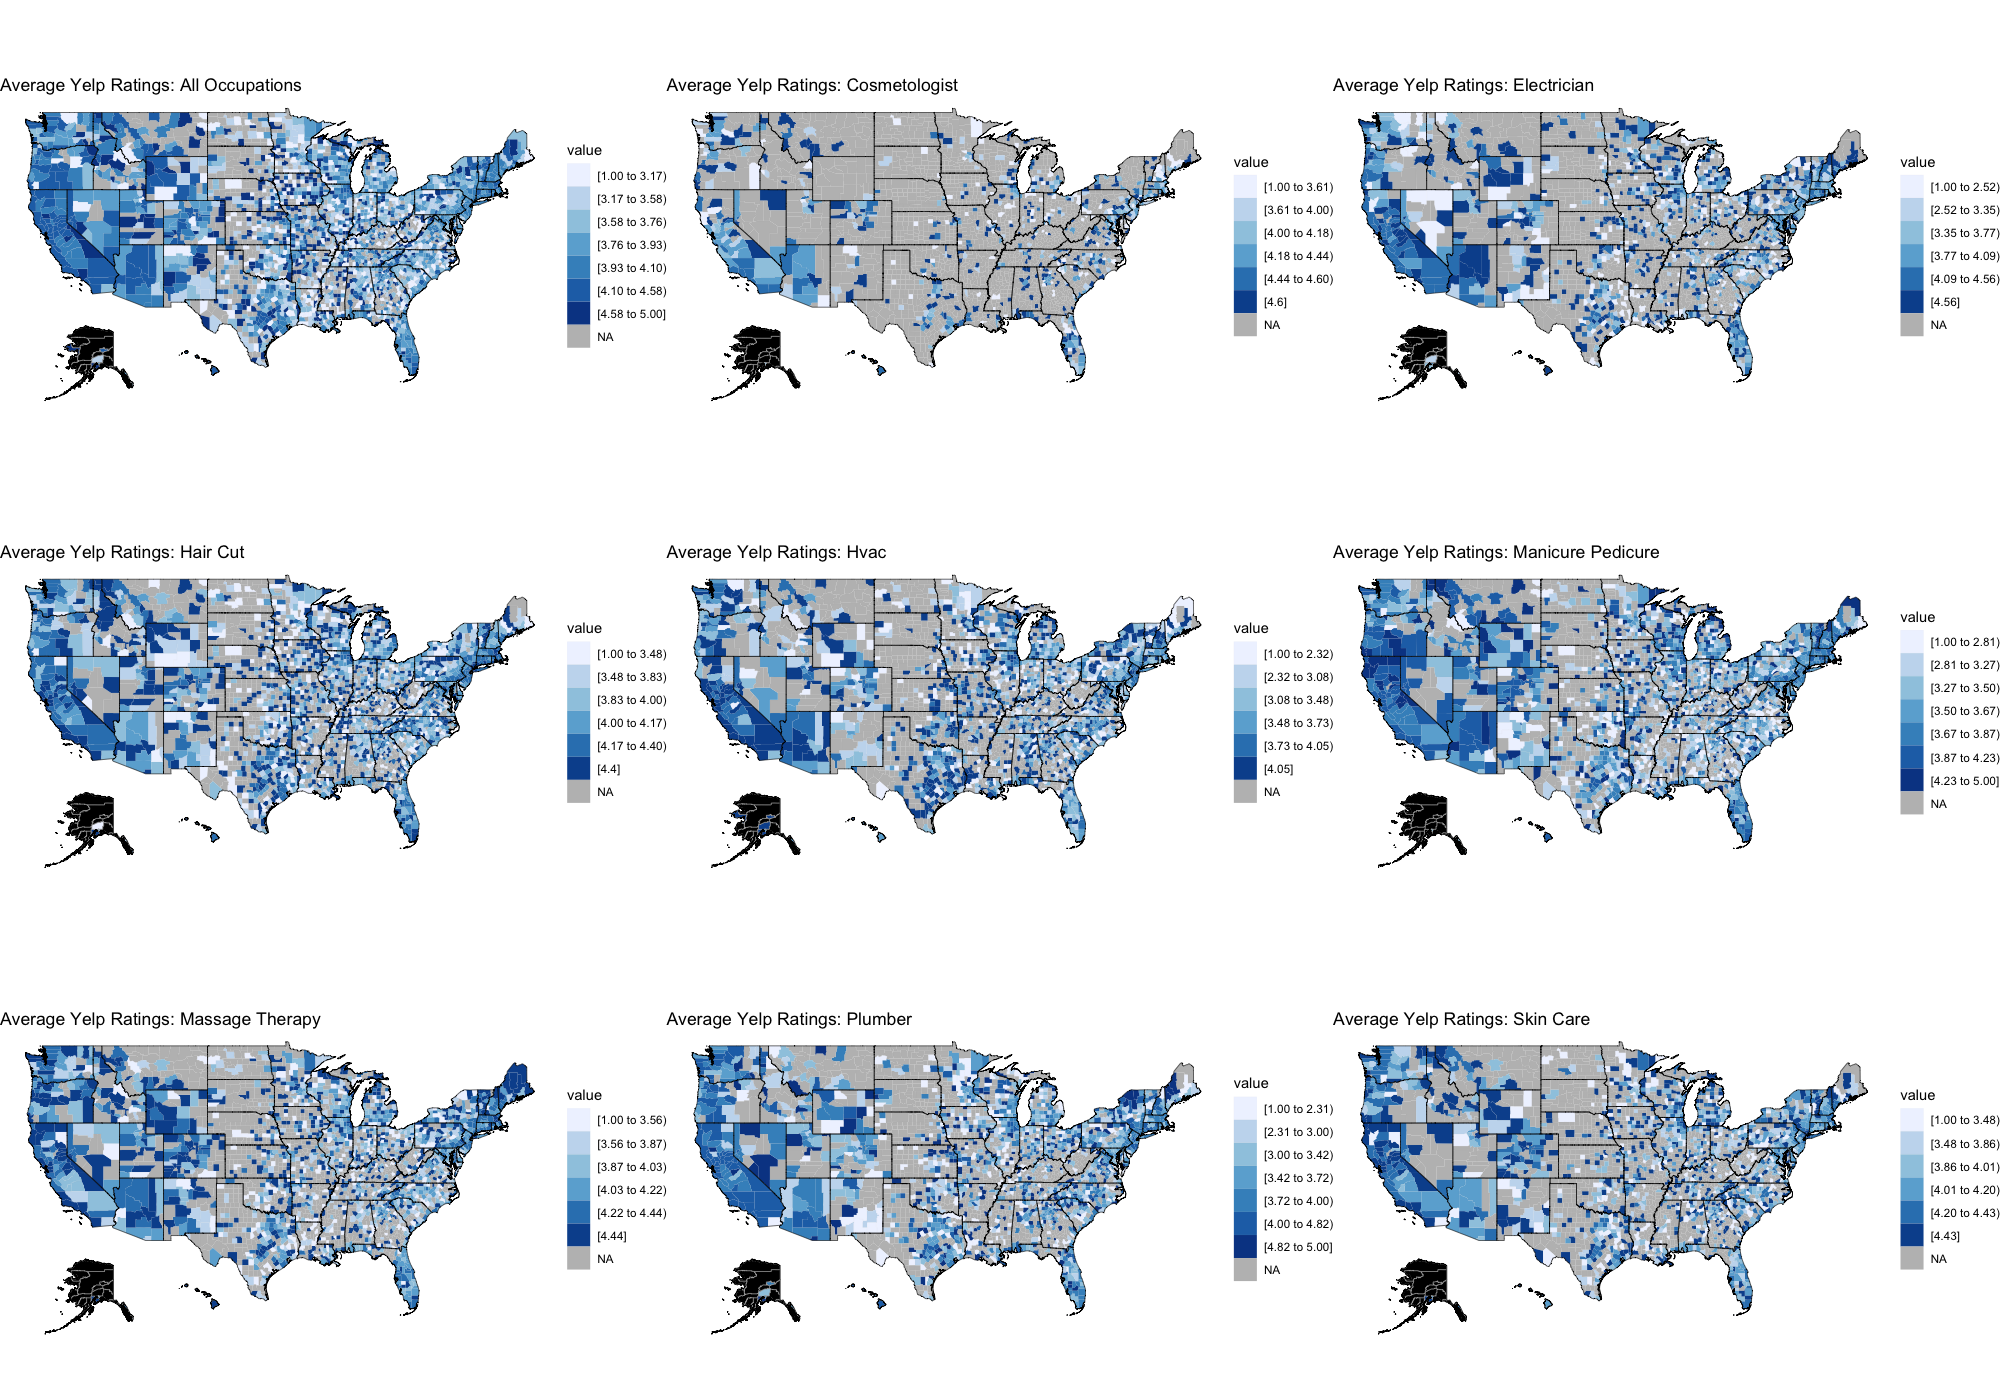 Average Yelp Ratings: All Occupations
value
[1.00 to 3.17)
[3.17 to 3.58)
[3.58 to 3.76)
[3.76 to 3.93)
[3.93 to 4.10)
[4.10 to 4.58)
[4.58 to 5.00]
NA
Average Yelp Ratings: Cosmetologist
value
[1.00 to 3.61)
[3.61 to 4.00)
[4.00 to 4.18)
[4.18 to 4.44)
[4.44 to 4.60)
[4.6]
NA
Average Yelp Ratings: Electrician
value
[1.00 to 2.52)
[2.52 to 3.35)
[3.35 to 3.77)
[3.77 to 4.09)
[4.09 to 4.56)
[4.56]
NA
Average Yelp Ratings: Hair Cut
value
[1.00 to 3.48)
[3.48 to 3.83)
[3.83 to 4.00)
[4.00 to 4.17)
[4.17 to 4.40)
[4.4]
NA
Average Yelp Ratings: Hvac
value
[1.00 to 2.32)
[2.32 to 3.08)
[3.08 to 3.48)
[3.48 to 3.73)
[3.73 to 4.05)
[4.05]
NA
Average Yelp Ratings: Manicure Pedicure
value
[1.00 to 2.81)
[2.81 to 3.27)
[3.27 to 3.50)
[3.50 to 3.67)
[3.67 to 3.87)
[3.87 to 4.23)
[4.23 to 5.00]
NA
Average Yelp Ratings: Massage Therapy
value
[1.00 to 3.56)
[3.56 to 3.87)
[3.87 to 4.03)
[4.03 to 4.22)
[4.22 to 4.44)
[4.44]
NA
Average Yelp Ratings: Plumber
value
[1.00 to 2.31)
[2.31 to 3.00)
[3.00 to 3.42)
[3.42 to 3.72)
[3.72 to 4.00)
[4.00 to 4.82)
[4.82 to 5.00]
NA
Average Yelp Ratings: Skin Care
value
[1.00 to 3.48)
[3.48 to 3.86)
[3.86 to 4.01)
[4.01 to 4.20)
[4.20 to 4.43)
[4.43]
NA